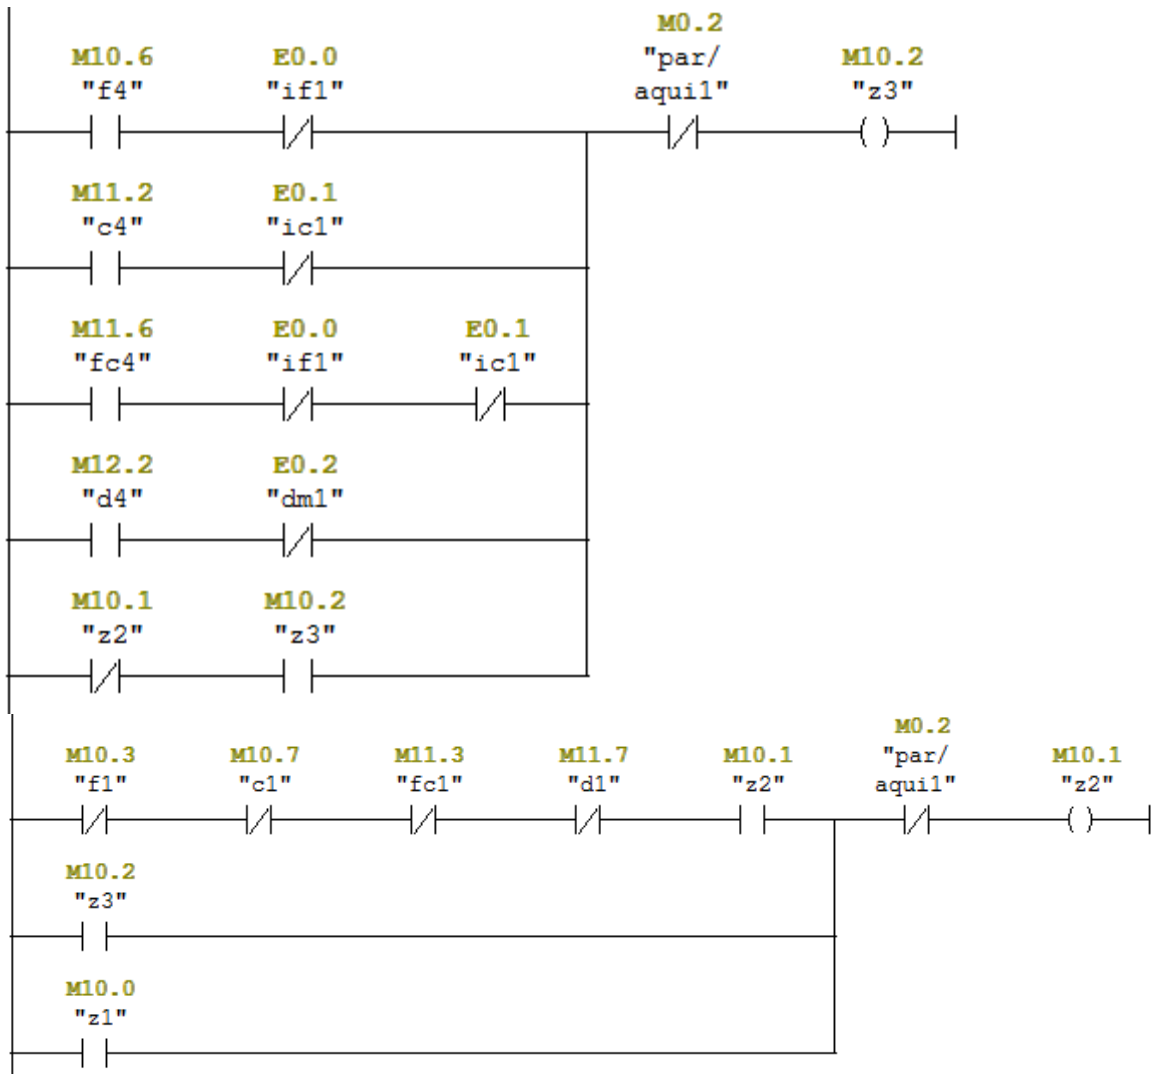 M0.2
M10.6 E0.0 "par/ M10.2
"f4" "if1" aqui1" "z3"
M11.2 E0.1
"c4" "ic1"
M11.6 E0.0 E0.1
"fc4" "if1" "ic1"
M12.2 E0.2
"d4" "dm1"
M10.1 M10.2
"z2" "z3"
M0.2
M10.3 M10.7 M11.3 M11.7 M10.1 "par/ M10.1
"f1" "c1" "fc1" "d1" "z2" aqui1" "z2"
M10.2
"z3"
M10.0
"z1"